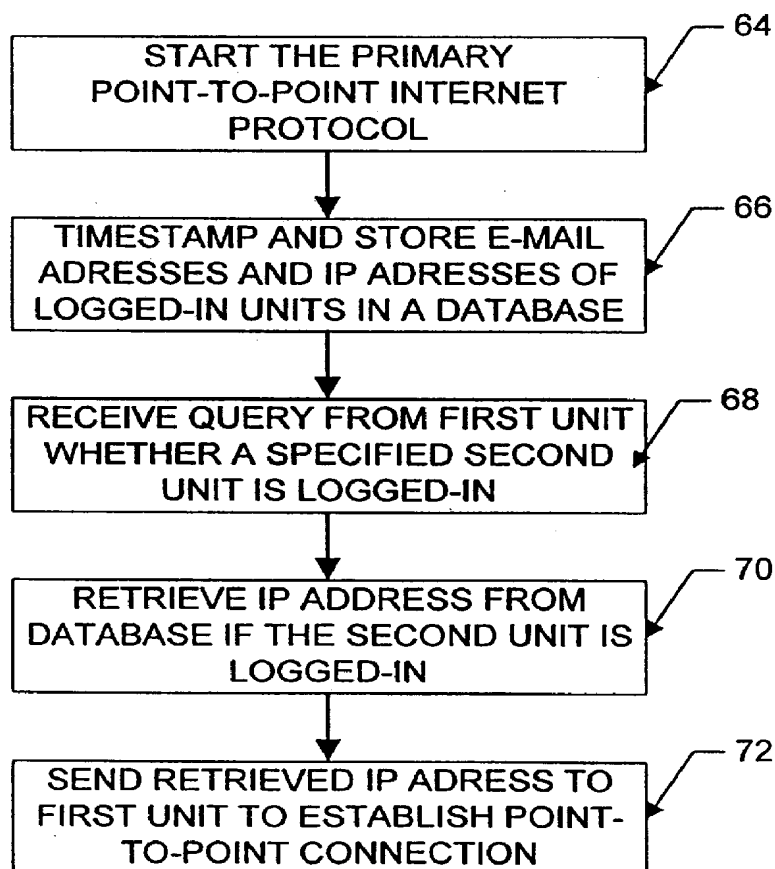 64
START THE PRIMARY
POINT-TO-POINT INTERNET
PROTOCOL
66
TIMESTAMP AND STORE E-MAIL
ADRESSES AND IP ADRESSES OF
LOGGED-IN UNITS IN A DATABASE
68
RECEIVE QUERY FROM FIRST UNIT
WHETHER A SPECIFIED SECOND
UNIT IS LOGGED-IN
70
RETRIEVE IP ADDRESS FROM
DATABASE IF THE SECOND UNIT IS
LOGGED-IN
72
SEND RETRIEVED IP ADRESS TO
FIRST UNIT TO ESTABLISH POINT-
TO-POINT CONNECTION